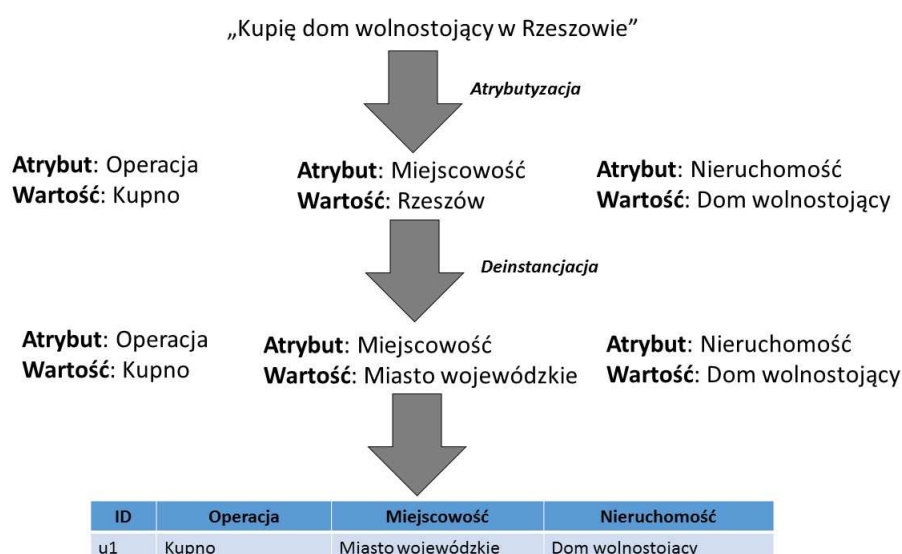 „Kupię dom wolnostojący w Rzeszowie”
Atrybutyzacja
Atrybut: Operacja
Wartość: Kupno
Atrybut: Miejscowość
Wartość: Rzeszów
Atrybut: Nieruchomość
Wartość: Dom wolnostojący
Deinstancjacja
Atrybut: Operacja
Wartość: Kupno
Atrybut: Miejscowość
Wartość: Miasto wojewódzkie
Atrybut: Nieruchomość
Wartość: Dom wolnostojący
ID Operacja Miejscowość Nieruchomość
u1 Kupno Miasto wojewódzkie Dom wolnostojący